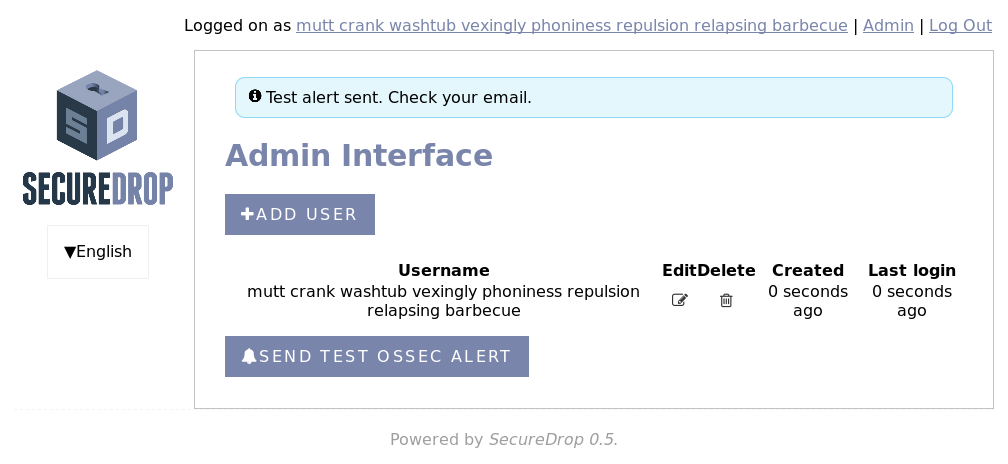 Logged on as mutt crank washtub vexingly phoniness repulsion relapsing barbecue | Admin | Log Out
SD
SECUREDROP
▼English
Test alert sent. Check your email.
Admin Interface
ADD USER
Username Edit Delete Created Last login
mutt crank washtub vexingly phoniness repulsion relapsing barbecue
0 seconds ago
0 seconds ago
SEND TEST OSSEC ALERT
Powered by SecureDrop 0.5.